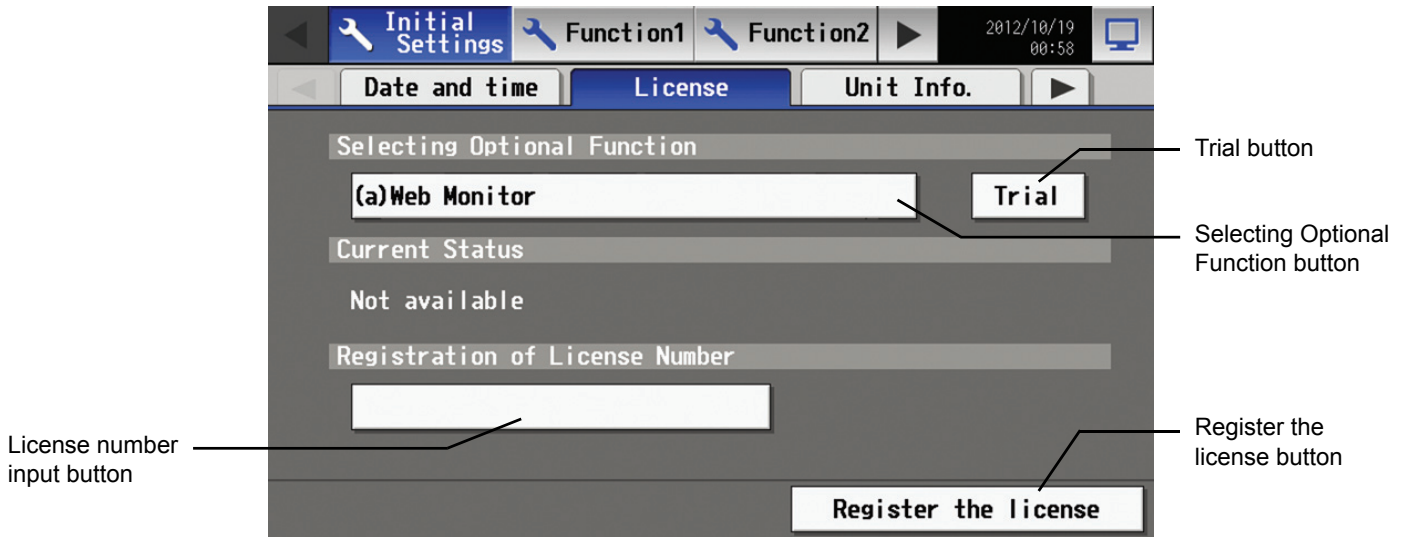 Initial
Settings
Function1
Function2
2012/10/19
00:58
Date and time
License
Unit Info.
Selecting Optional Function
Trial button
(a)Web Monitor
Trial
Selecting Optional
Function button
Current Status
Not available
Registration of License Number
License number
input button
Register the
license button
Register the license